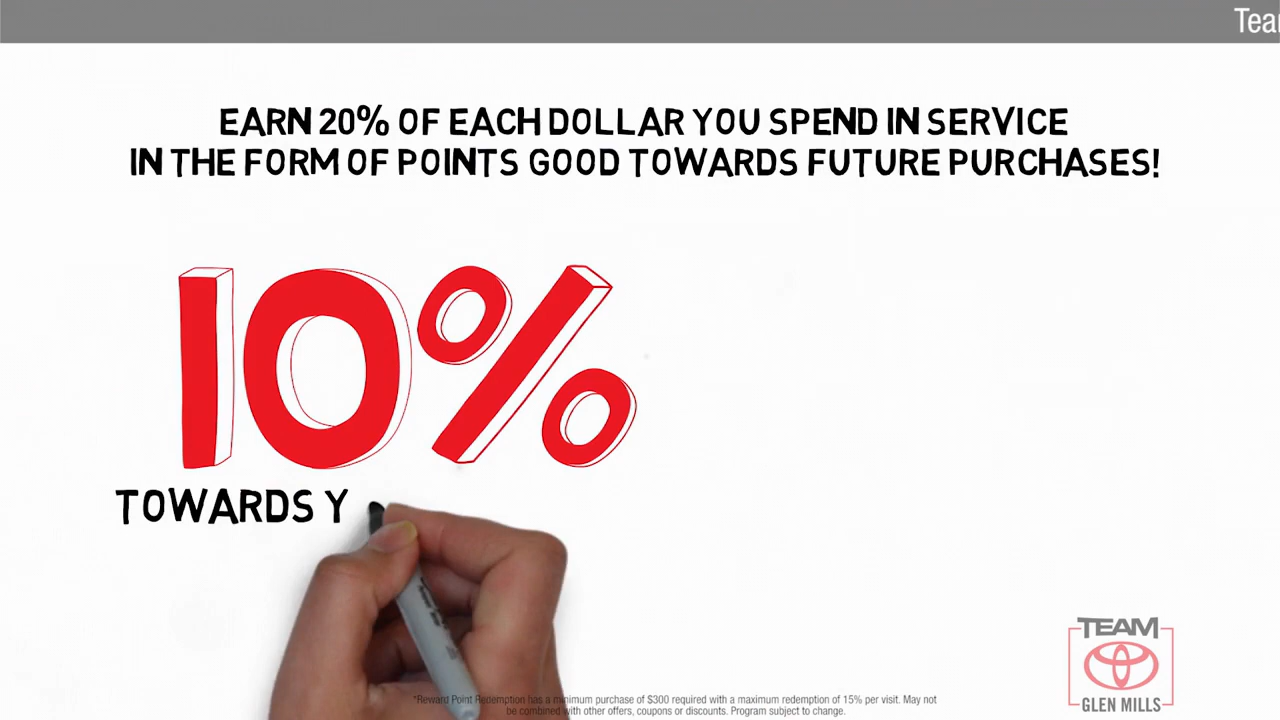 EARN 20% OF EACH DOLLAR YOU SPEND IN SERVICE
IN THE FORM OF POINTS GOOD TOWARDS FUTURE PURCHASES!
10%
TOWARDS Y
*Reward Point Redemption has a minimum purchase of $300 required with a maximum redemption of 15% per visit. May not
be combined with other offers, coupons or discounts. Program subject to change.
TEAM
GLEN MILLS